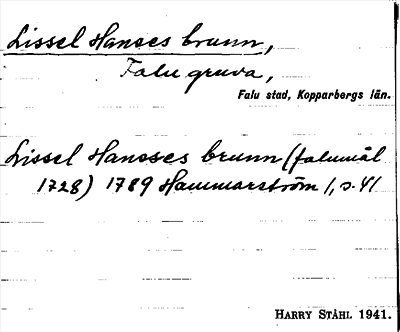 Lissel Hanses brunn,
Falu gruva,
Falu stad, Kopparbergs län.
Lissel Hansses brunn (falumål
1728) 1789 Hammarström 1, s. 41
HARRY STÅHL 1941.